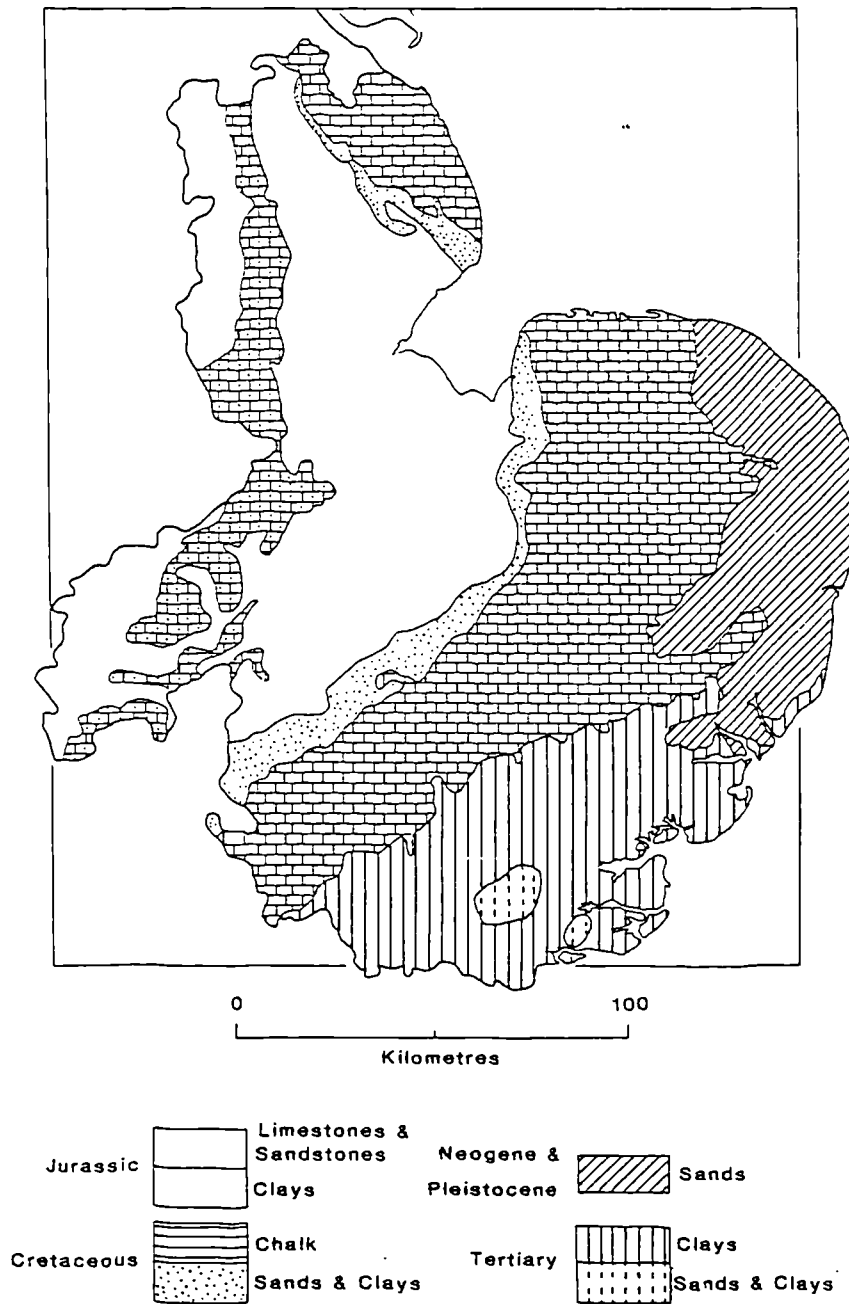 0 100
Kilometres
Jurassic
Limestones &
Sandstones
Clays
Cretaceous
Chalk
Sands & Clays
Neogene &
Pleistocene
Sands
Tertiary
Clays
Sands & Clays